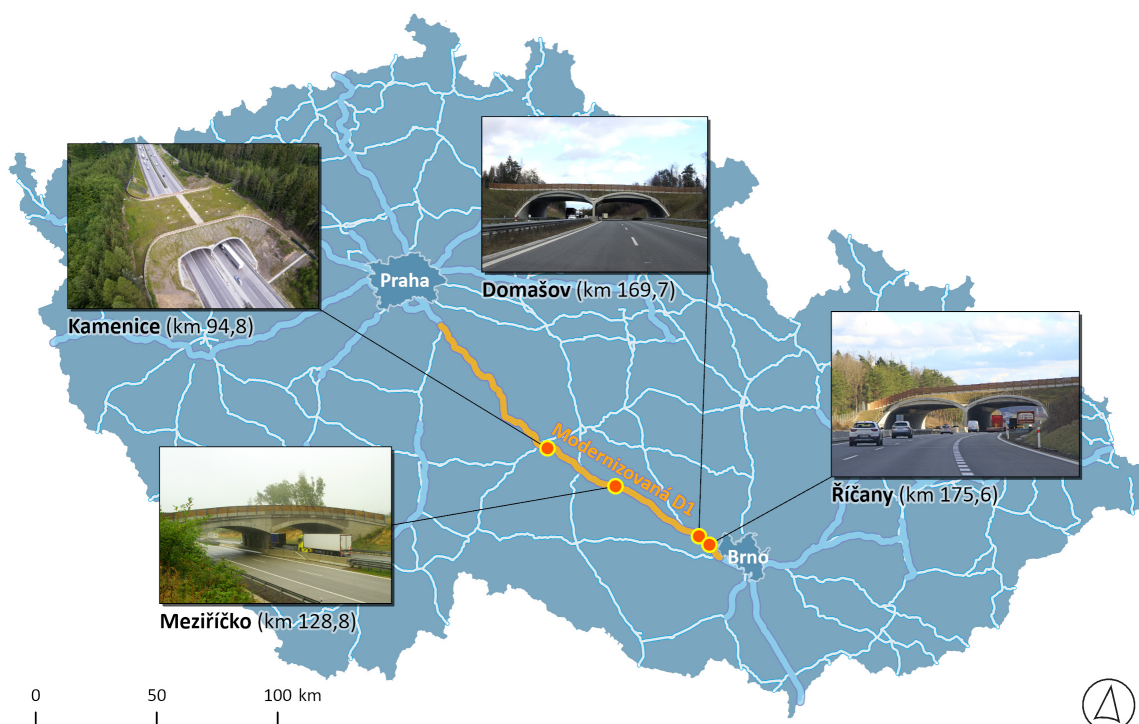 Praha
Domašov (km 169,7)
Kamenice (km 94,8)
Modernizovaná D1
Říčany (km 175,6)
Brno
Meziříčko (km 128,8)
0 50 100 km